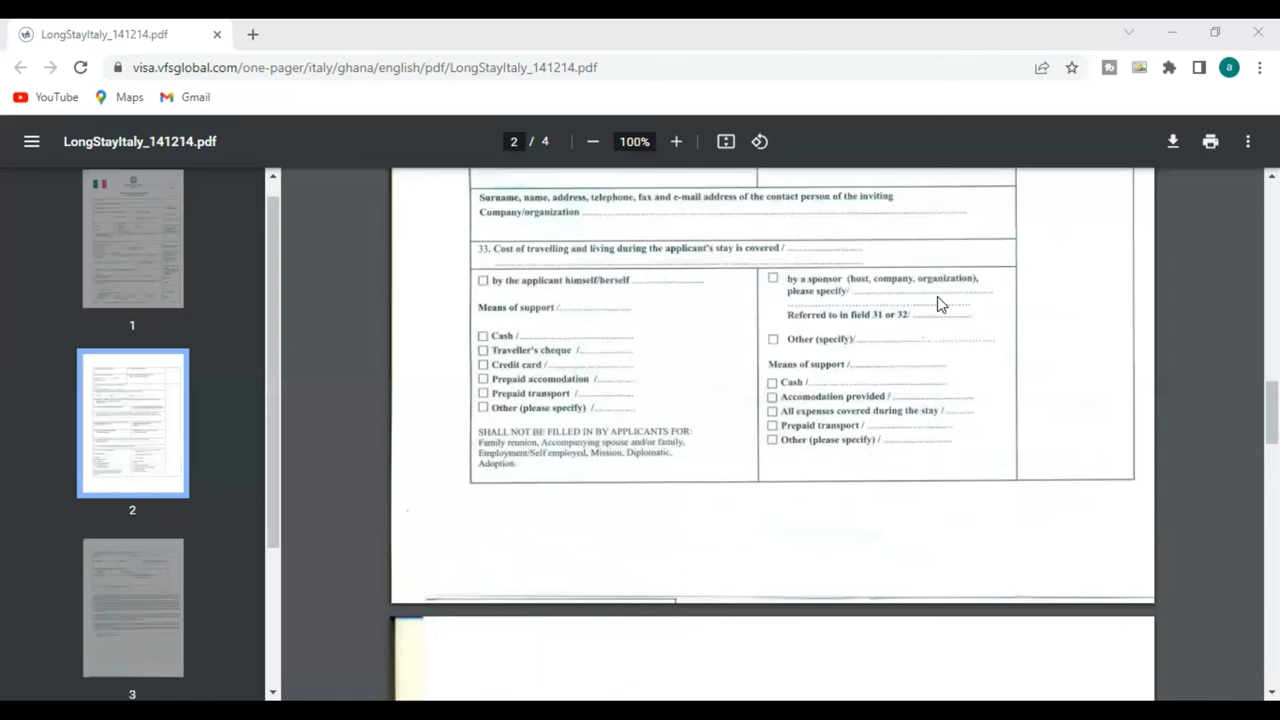 LongStayItaly_141214.pdf
visa.vfsglobal.com/one-pager/italy/ghana/english/pdf/LongStayItaly_141214.pdf
a
YouTube
Maps
Gmail
LongStayItaly_141214.pdf
2 / 4
100%
1
2
3
Surname, name, address, telephone, fax and e-mail address of the contact person of the inviting
Company/organization
33. Cost of travelling and living during the applicant's stay is covered /
by the applicant himself/herself
Means of support /
Cash /
Traveller's cheque /
Credit card /
Prepaid accomodation /
Prepaid transport /
Other (please specify) /
SHALL NOT BE FILLED IN BY APPLICANTS FOR:
Family reunion, Accompanying spouse and/or family,
Employment/Self employed, Mission, Diplomatic,
Adoption.
by a sponsor (host, company, organization),
please specify/
Referred to in field 31 or 32/
Other (specify)/
Means of support /
Cash /
Accomodation provided /
All expenses covered during the stay /
Prepaid transport /
Other (please specify) /